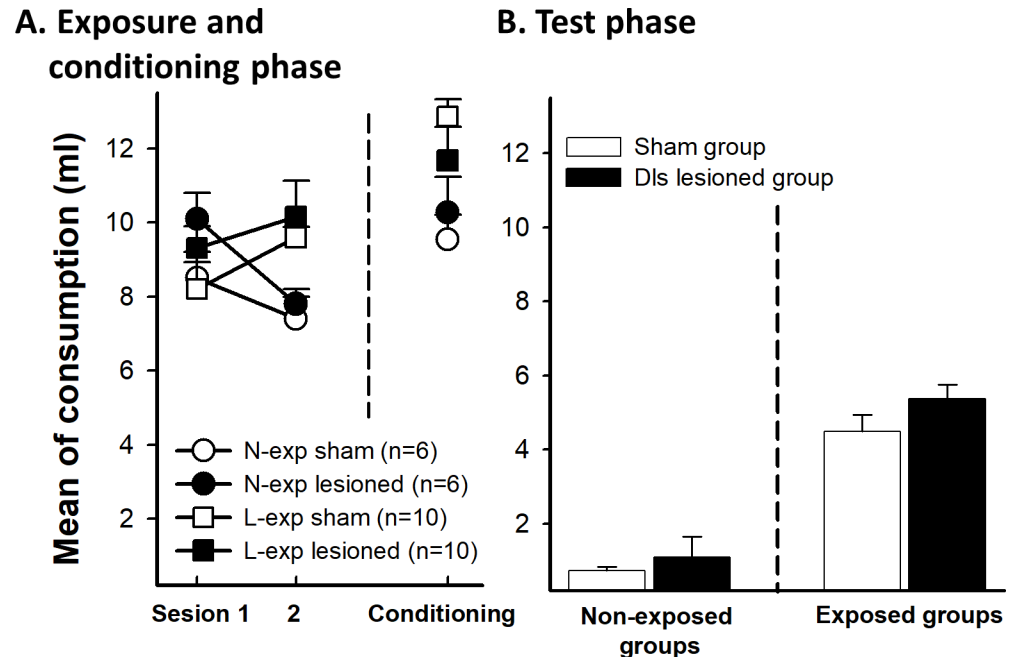 A. Exposure and
conditioning phase
Mean of consumption (ml)
12
10
8
6
4
2
N-exp sham (n=6)
N-exp lesioned (n=6)
L-exp sham (n=10)
L-exp lesioned (n=10)
Sesion 1 2 Conditioning
B. Test phase
12
10
8
6
4
2
Sham group
Dls lesioned group
Non-exposed
groups
Exposed groups